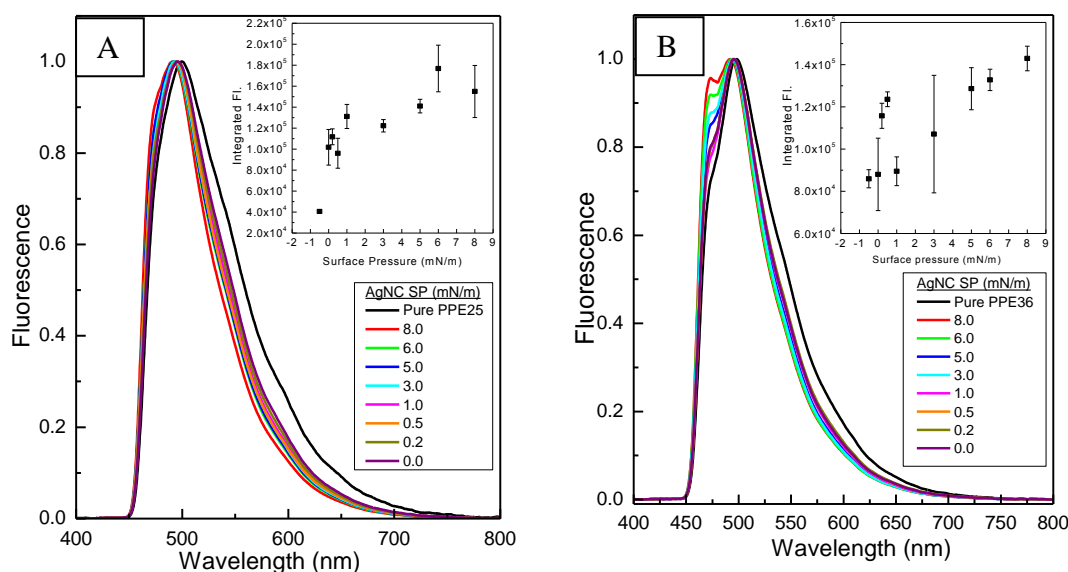 A
Fluorescence
1.0
0.8
0.6
0.4
0.2
0.0
400
500
600
700
800
Wavelength (nm)
Integrated Fl.
2.2x10⁵
2.0x10⁵
1.8x10⁵
1.6x10⁵
1.4x10⁵
1.2x10⁵
1.0x10⁵
8.0x10⁴
6.0x10⁴
4.0x10⁴
2.0x10⁴
-2 -1 0 1 2 3 4 5 6 7 8 9
Surface Pressure (mN/m)
AgNC SP (mN/m)
Pure PPE25
8.0
6.0
5.0
3.0
1.0
0.5
0.2
0.0
B
Fluorescence
1.0
0.8
0.6
0.4
0.2
0.0
400 450 500 550 600 650 700 750 800
Wavelength (nm)
Integrated Fl.
1.6x10⁵
1.4x10⁵
1.2x10⁵
1.0x10⁵
8.0x10⁴
6.0x10⁴
-2 -1 0 1 2 3 4 5 6 7 8 9
Surface pressure (mN/m)
AgNC SP (mN/m)
Pure PPE36
8.0
6.0
5.0
3.0
1.0
0.5
0.2
0.0